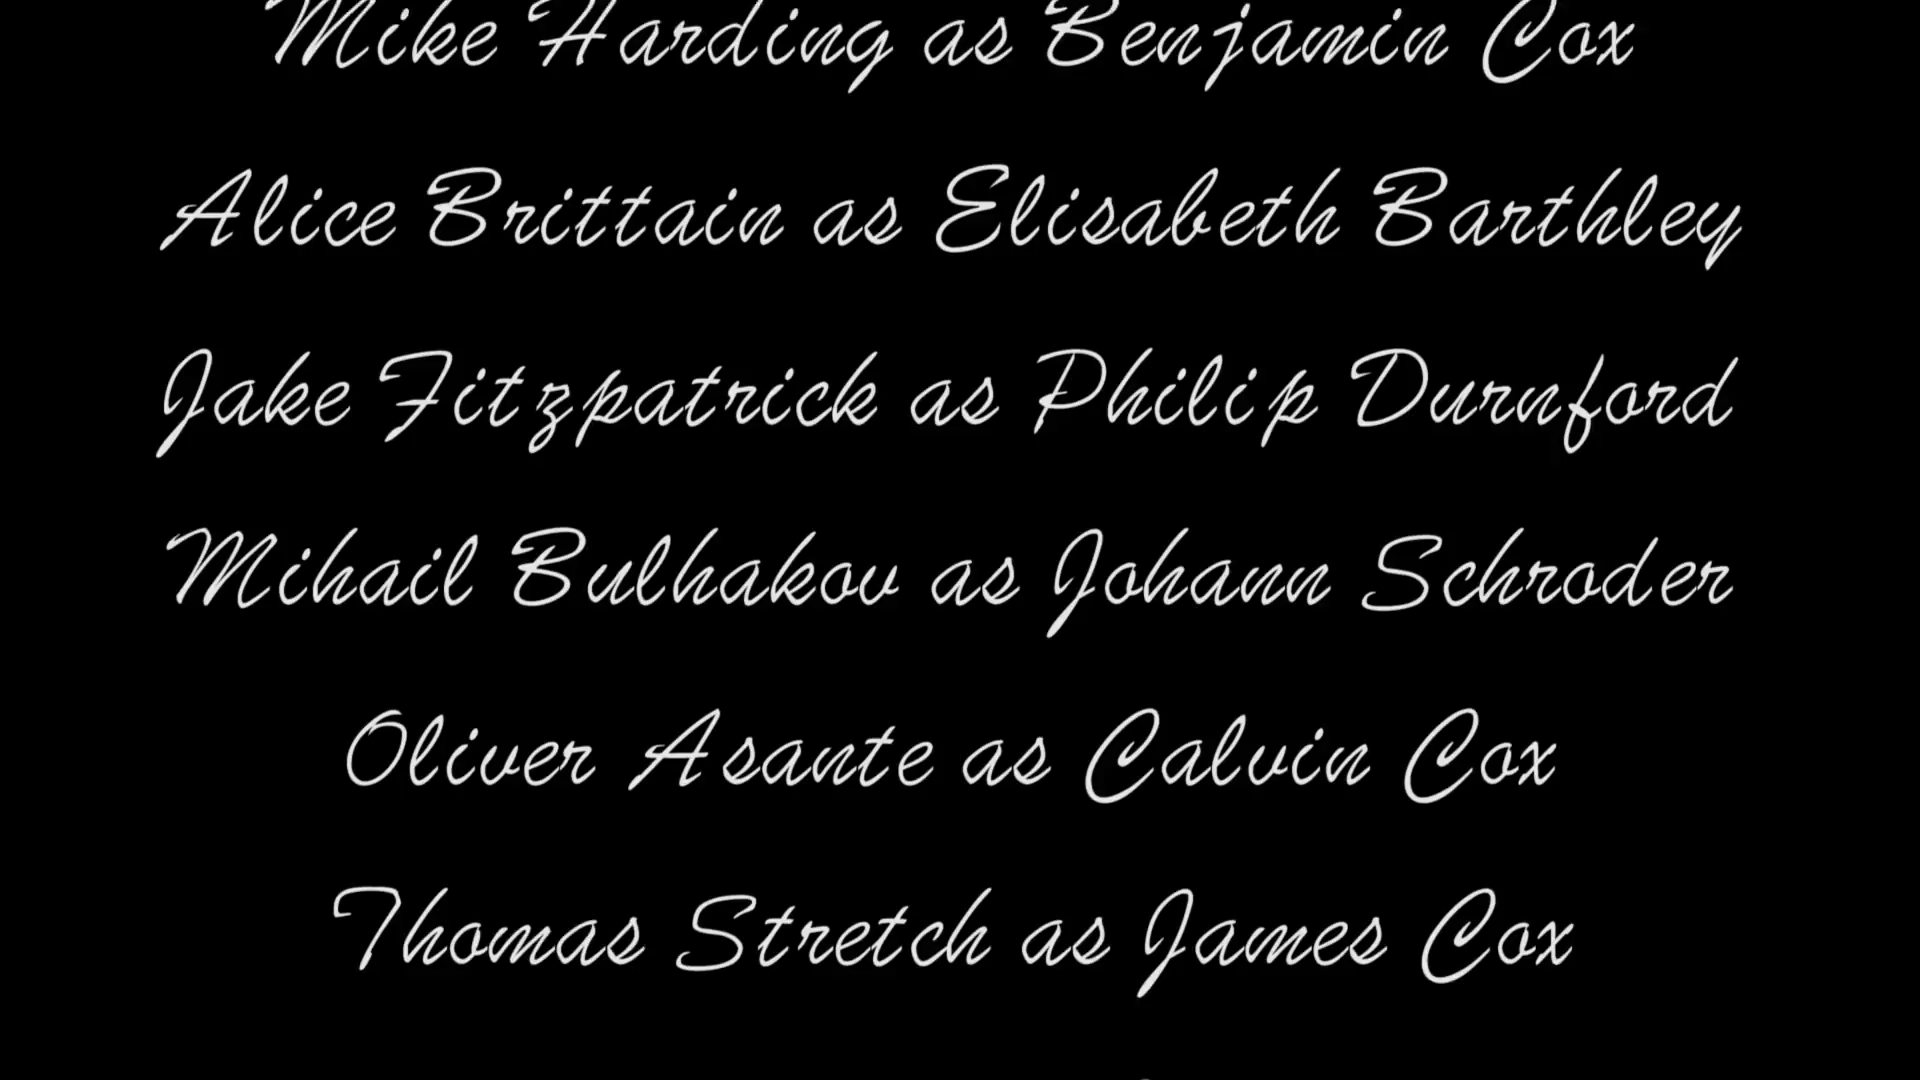 Mike Harding as Benjamin Cox
Alice Brittain as Elisabeth Barthley
Jake Fitzpatrick as Philip Durnford
Mihail Bulhakov as Johann Schroder
Oliver Asante as Calvin Cox
Thomas Stretch as James Cox